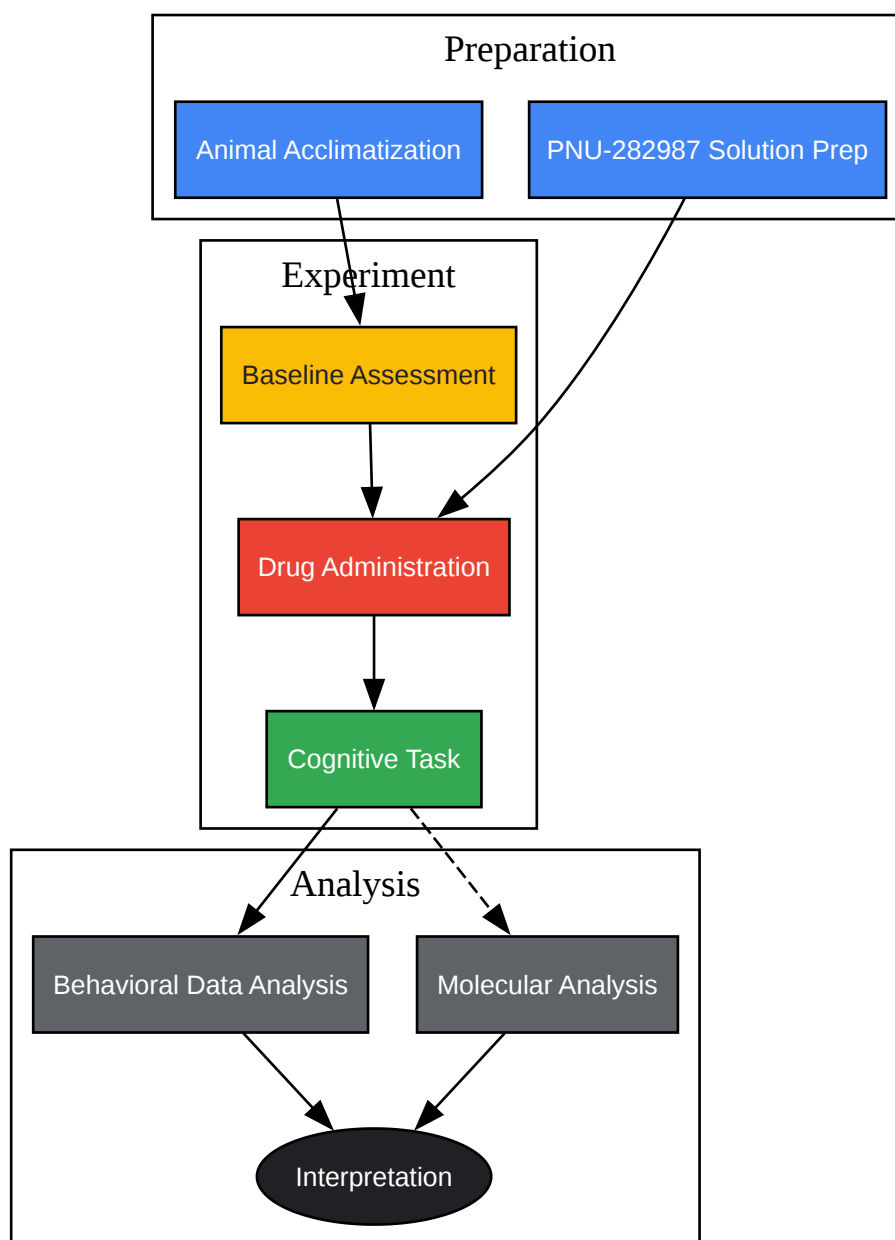 Preparation
Animal Acclimatization
PNU-282987 Solution Prep
Experiment
Baseline Assessment
Drug Administration
Cognitive Task
Analysis
Behavioral Data Analysis
Molecular Analysis
Interpretation